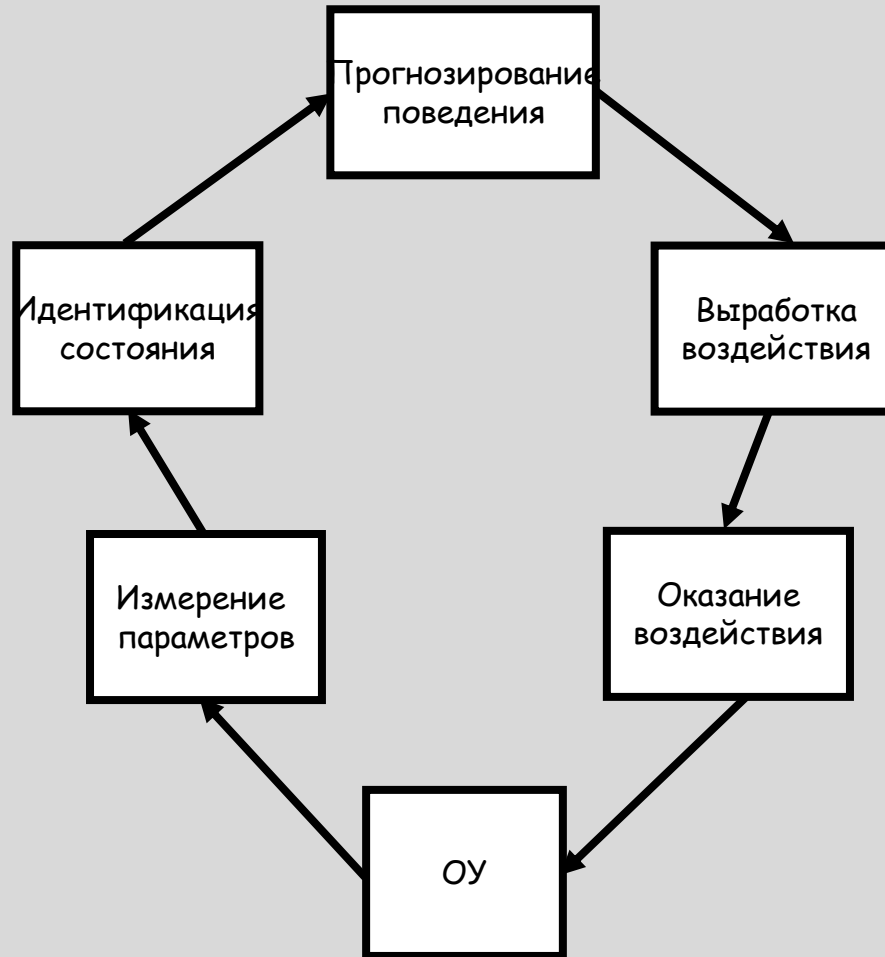 Прогнозирование
поведения
Идентификация
состояния
Выработка
воздействия
Измерение
параметров
Оказание
воздействия
ОУ